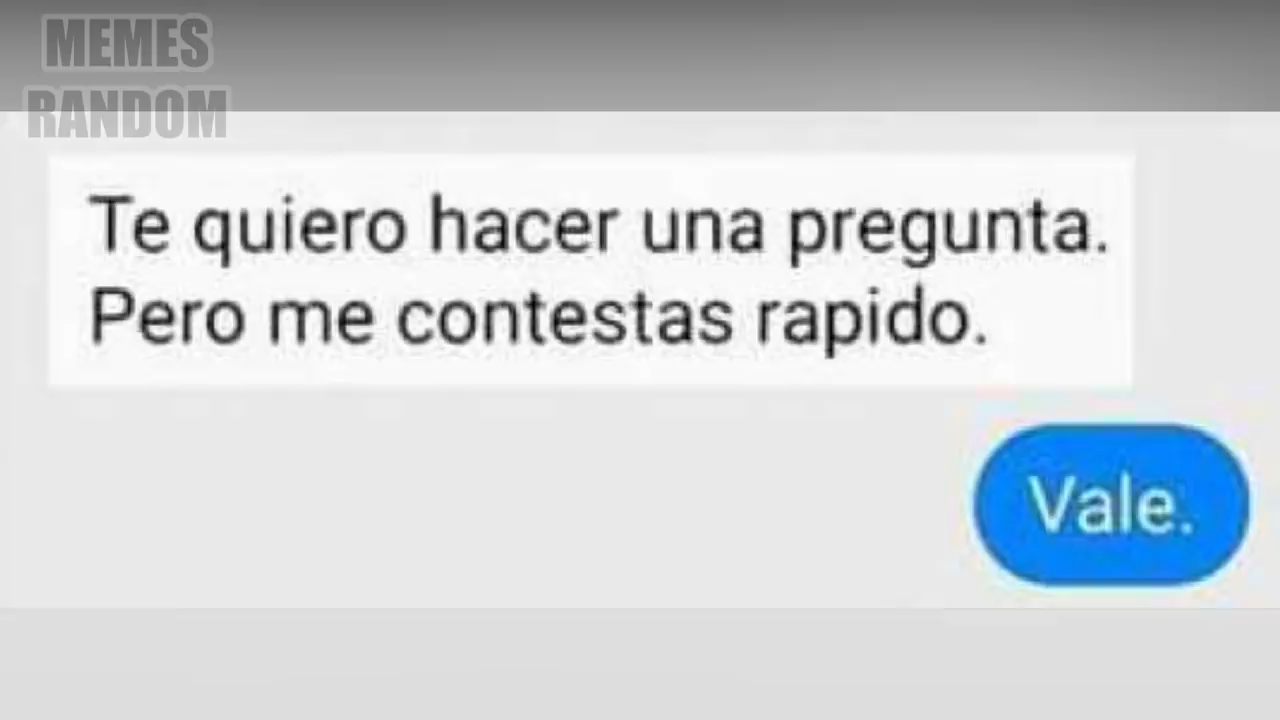 MEMES
RANDOM
Te quiero hacer una pregunta.
Pero me contestas rapido.
Vale.